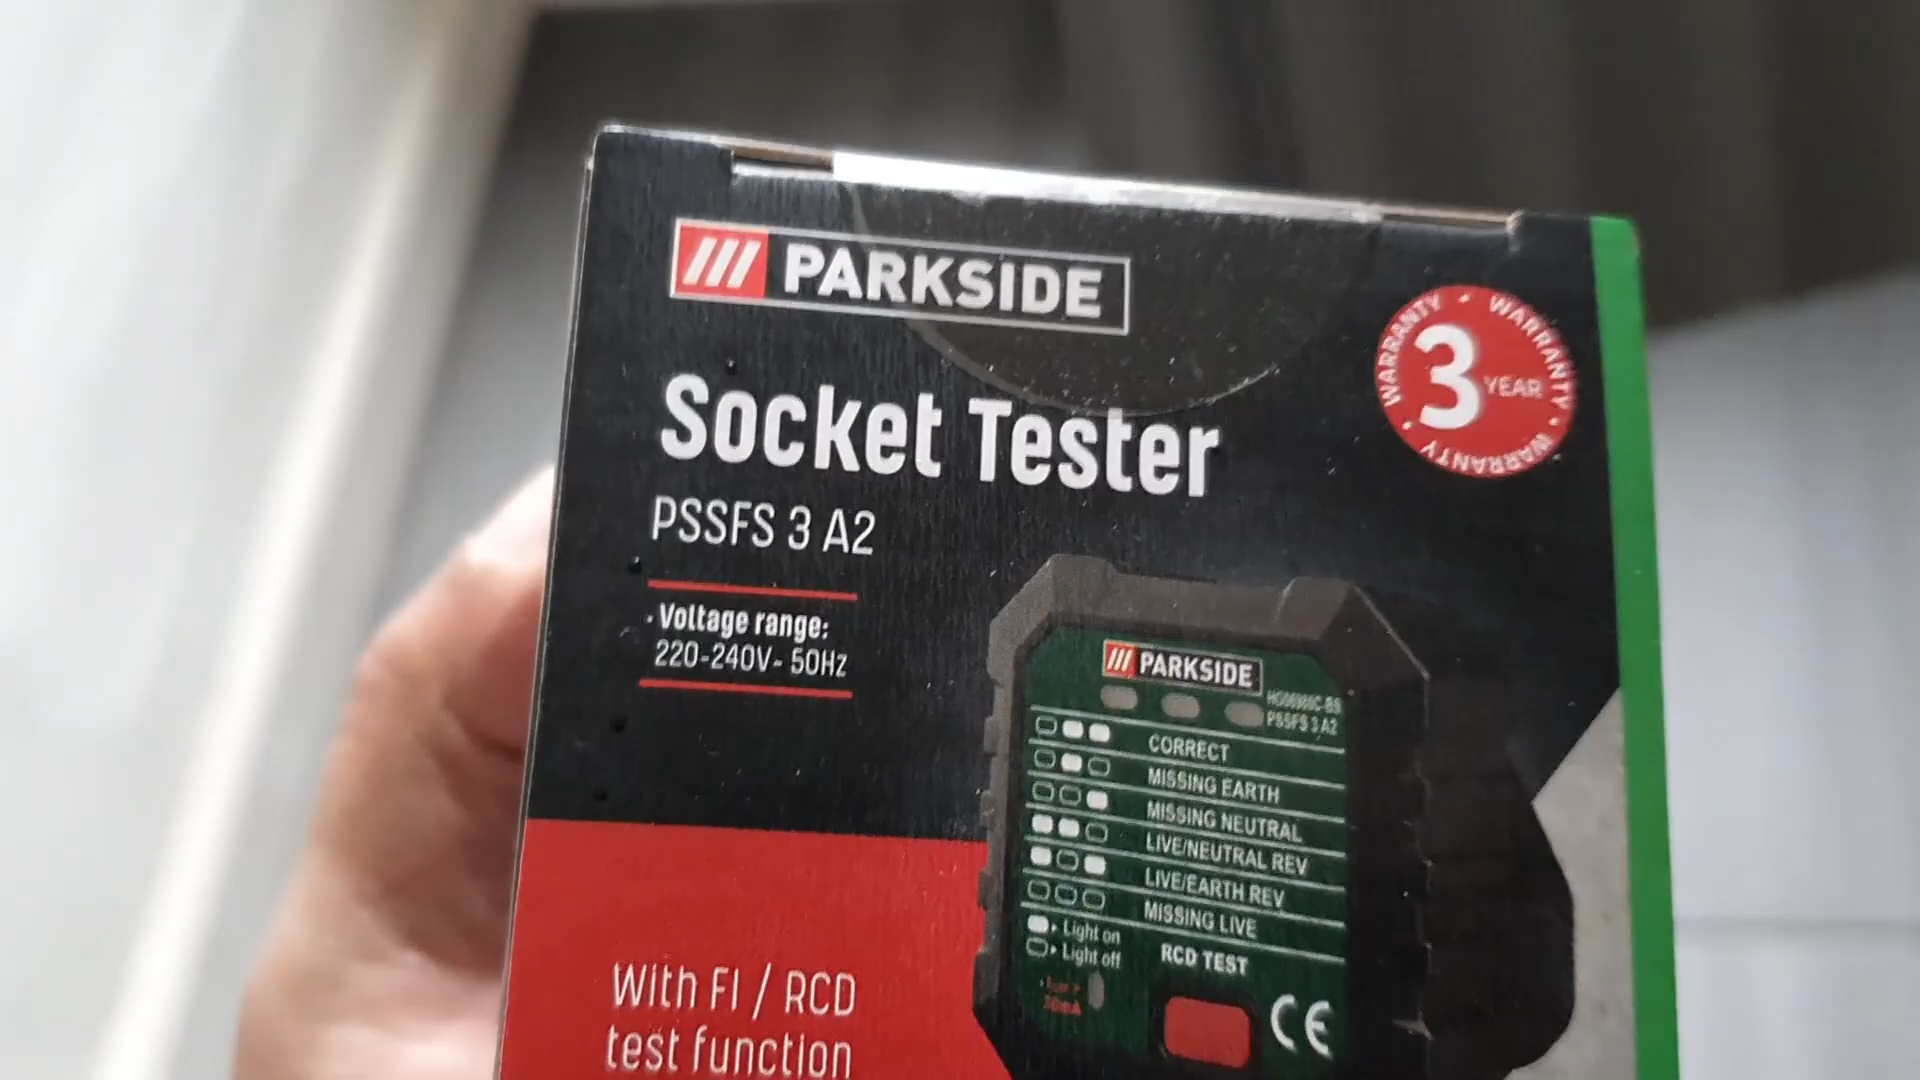 PARKSIDE
WARRANTY · WARRANTY · WARRANTY ·
3 YEAR
Socket Tester
PSSFS 3 A2
· Voltage range:
220-240V~ 50Hz
PARKSIDE
PSSFS 3 A2
CORRECT
MISSING EARTH
MISSING NEUTRAL
LIVE/NEUTRAL REV
LIVE/EARTH REV
MISSING LIVE
Light on
Light off
RCD TEST
30mA
CE
With FI / RCD
test function